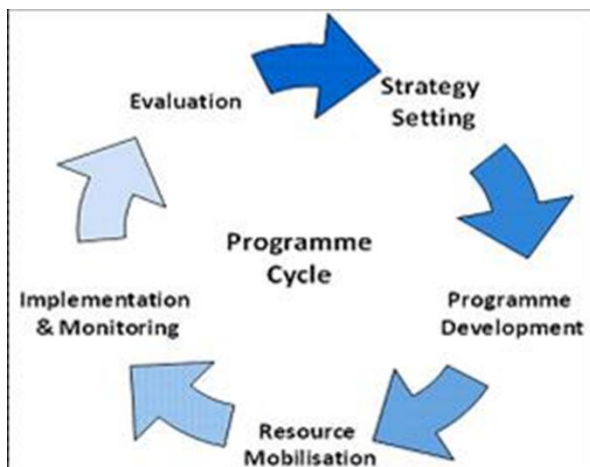 Evaluation
Strategy
Setting
Programme
Cycle
Implementation
& Monitoring
Programme
Development
Resource
Mobilisation